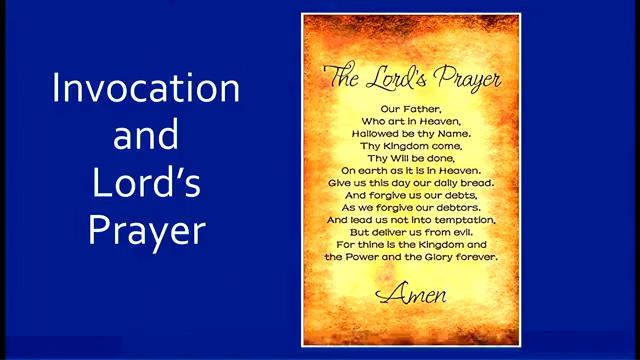 Invocation
and
Lord's
Prayer
The Lord's Prayer
Our Father,
Who art in Heaven,
Hallowed be thy Name.
Thy Kingdom come,
Thy Will be done,
On earth as it is in Heaven.
Give us this day our daily bread.
And forgive us our debts,
As we forgive our debtors.
And lead us not into temptation,
But deliver us from evil.
For thine is the Kingdom and
the Power and the Glory forever.
Amen